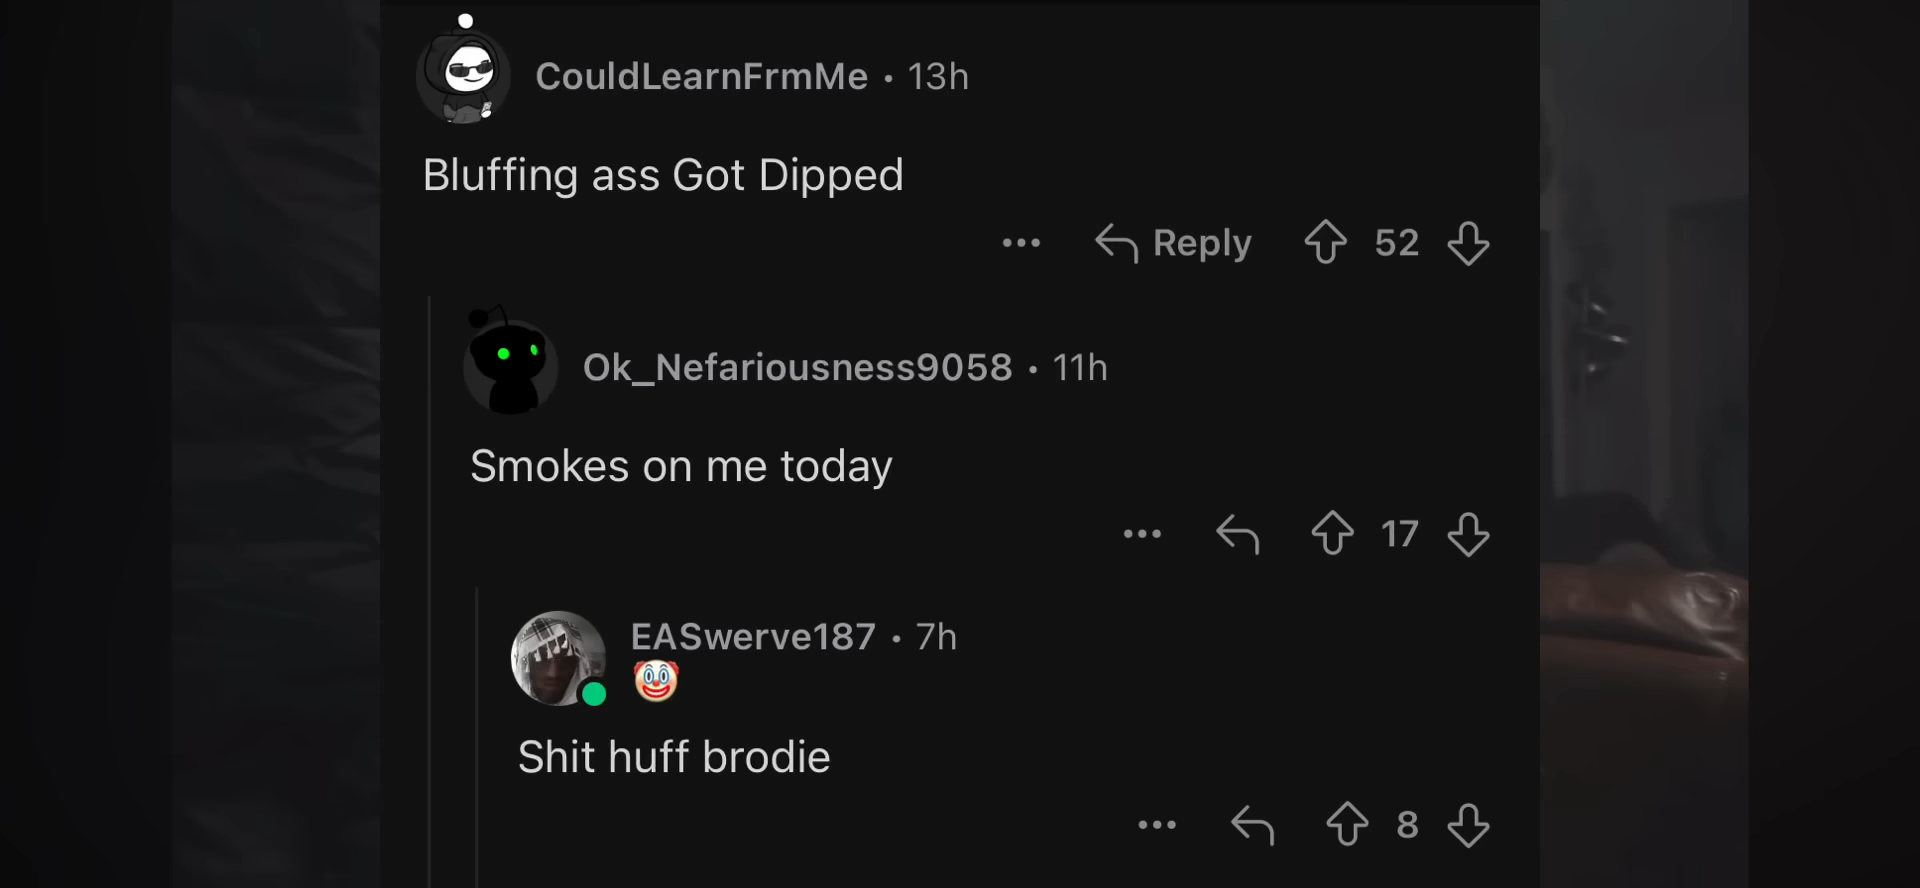 CouldLearnFrmMe • 13h
Bluffing ass Got Dipped
Reply 52
Ok_Nefariousness9058 • 11h
Smokes on me today
17
EASwerve187 • 7h
🤡
Shit huff brodie
8